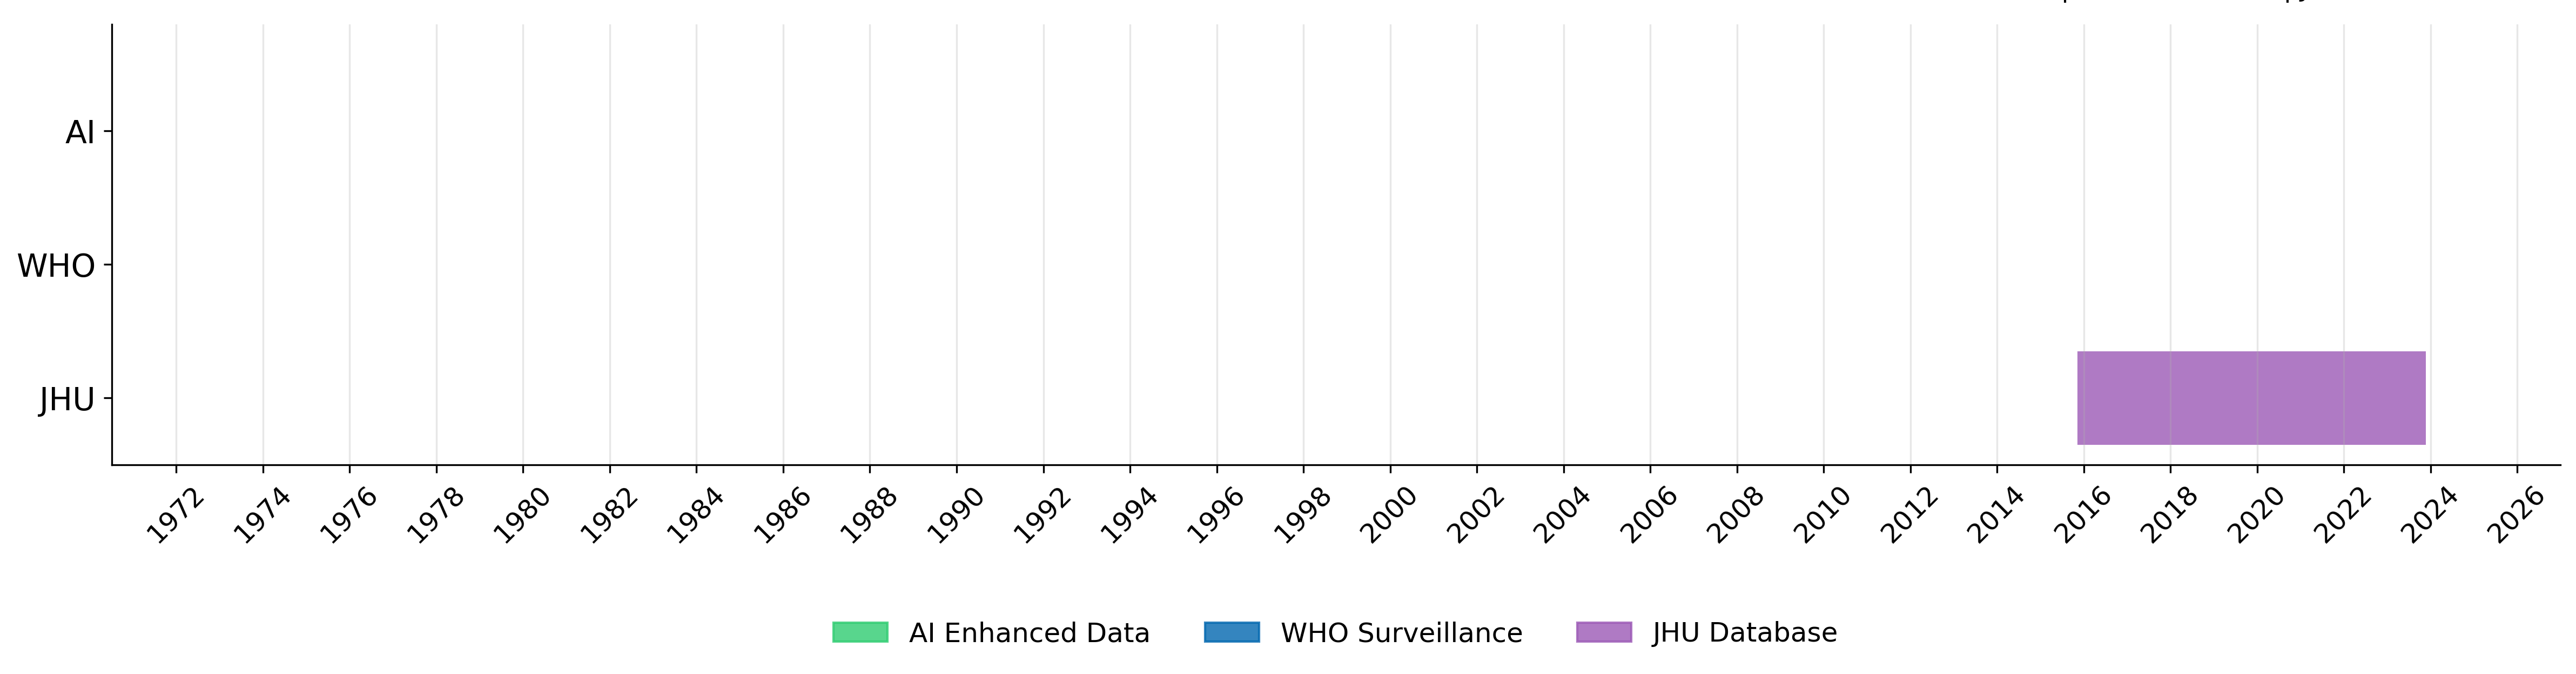 AI
WHO
JHU
1972 1974 1976 1978 1980 1982 1984 1986 1988 1990 1992 1994 1996 1998 2000 2002 2004 2006 2008 2010 2012 2014 2016 2018 2020 2022 2024 2026
AI Enhanced Data WHO Surveillance JHU Database